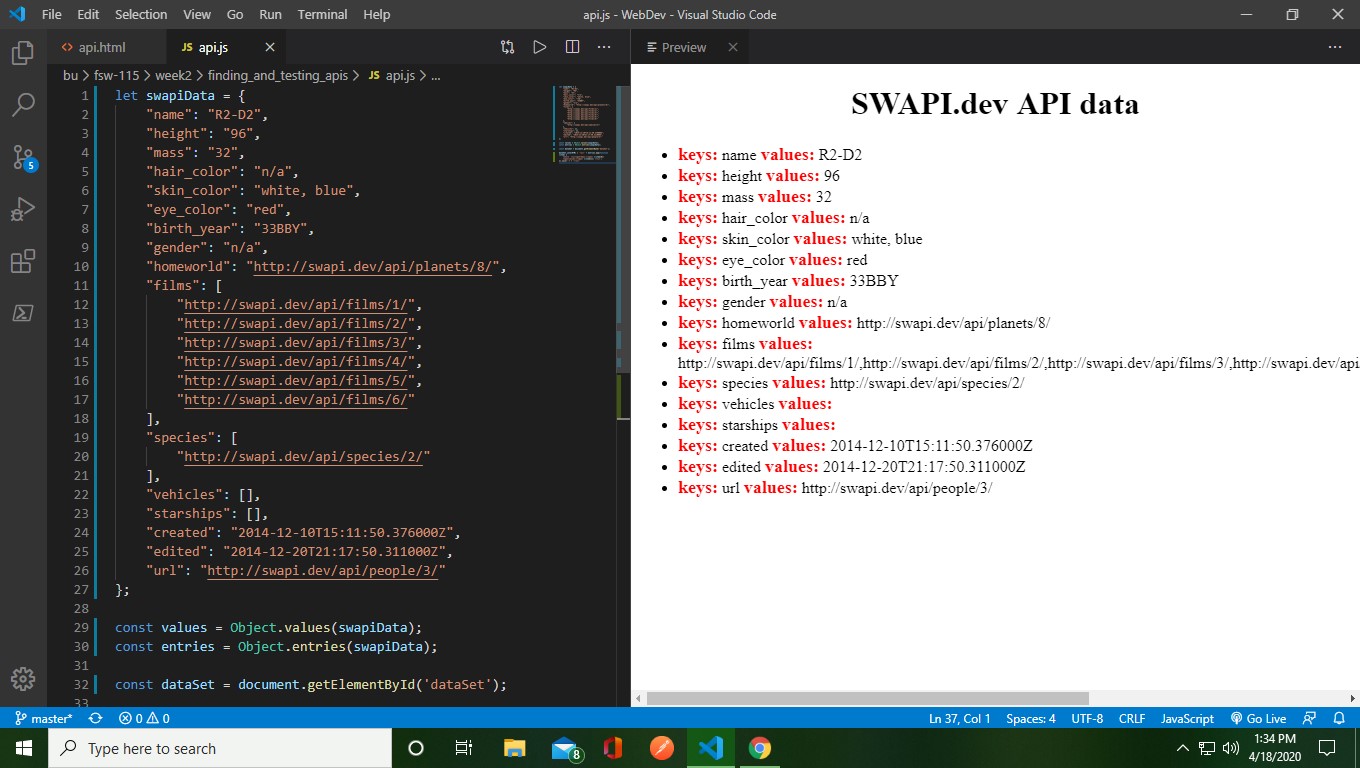 File Edit Selection View Go Run Terminal Help api.js - WebDev - Visual Studio Code
api.html JS api.js
bu > fsw-115 > week2 > finding_and_testing_apis > JS api.js > ...
1 let swapiData = {
2 "name": "R2-D2",
3 "height": "96",
4 "mass": "32",
5 "hair_color": "n/a",
6 "skin_color": "white, blue",
7 "eye_color": "red",
8 "birth_year": "33BBY",
9 "gender": "n/a",
10 "homeworld": "http://swapi.dev/api/planets/8/",
11 "films": [
12 "http://swapi.dev/api/films/1/",
13 "http://swapi.dev/api/films/2/",
14 "http://swapi.dev/api/films/3/",
15 "http://swapi.dev/api/films/4/",
16 "http://swapi.dev/api/films/5/",
17 "http://swapi.dev/api/films/6/"
18 ],
19 "species": [
20 "http://swapi.dev/api/species/2/"
21 ],
22 "vehicles": [],
23 "starships": [],
24 "created": "2014-12-10T15:11:50.376000Z",
25 "edited": "2014-12-20T21:17:50.311000Z",
26 "url": "http://swapi.dev/api/people/3/"
27 };
28
29 const values = Object.values(swapiData);
30 const entries = Object.entries(swapiData);
31
32 const dataSet = document.getElementById('dataSet');
33
Preview
SWAPI.dev API data
• keys: name values: R2-D2
• keys: height values: 96
• keys: mass values: 32
• keys: hair_color values: n/a
• keys: skin_color values: white, blue
• keys: eye_color values: red
• keys: birth_year values: 33BBY
• keys: gender values: n/a
• keys: homeworld values: http://swapi.dev/api/planets/8/
• keys: films values:
http://swapi.dev/api/films/1/,http://swapi.dev/api/films/2/,http://swapi.dev/api/films/3/,http://swapi.dev/api
• keys: species values: http://swapi.dev/api/species/2/
• keys: vehicles values:
• keys: starships values:
• keys: created values: 2014-12-10T15:11:50.376000Z
• keys: edited values: 2014-12-20T21:17:50.311000Z
• keys: url values: http://swapi.dev/api/people/3/
5
master* 0 0 Ln 37, Col 1 Spaces: 4 UTF-8 CRLF JavaScript Go Live
Type here to search 8 1:34 PM
4/18/2020